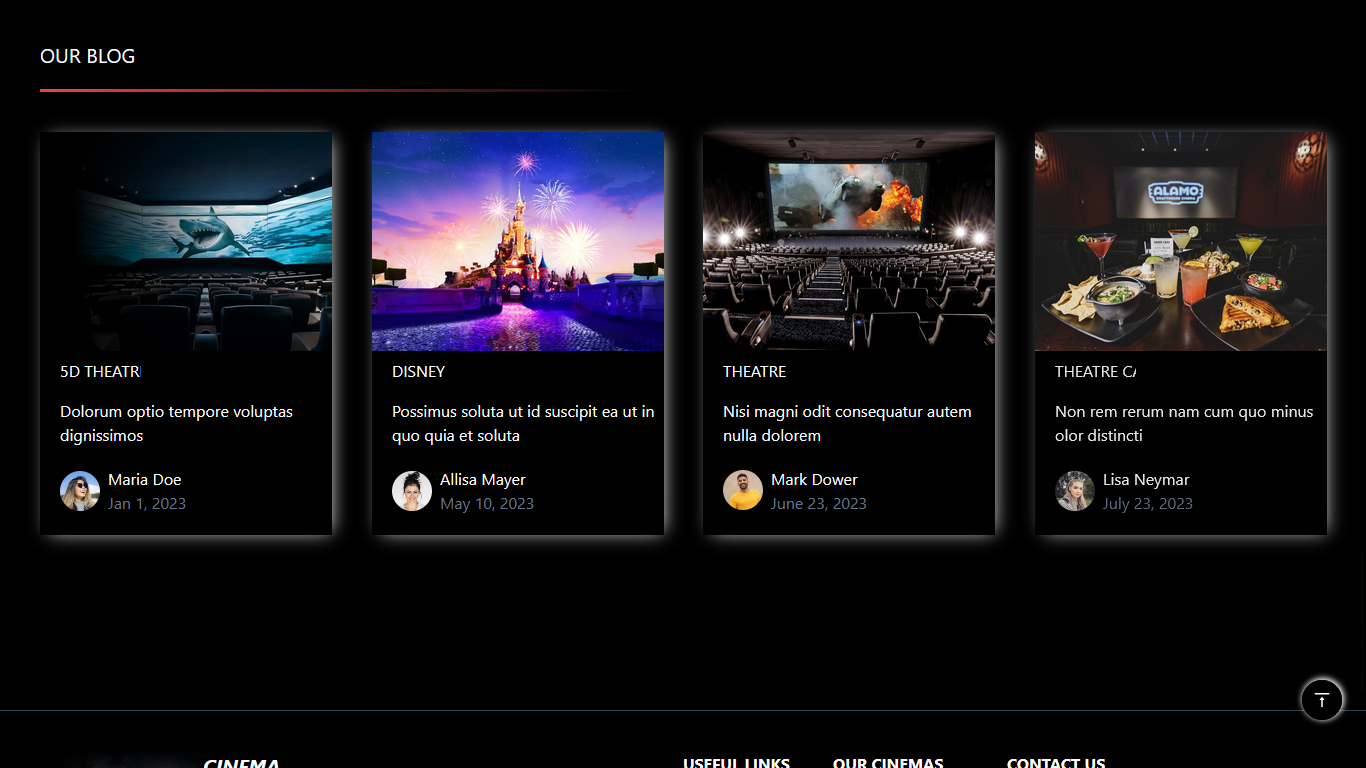 OUR BLOG
ALAMO
DRAFTHOUSE CINEMA
5D THEATR
Dolorum optio tempore voluptas
dignissimos
Maria Doe
Jan 1, 2023
DISNEY
Possimus soluta ut id suscipit ea ut in
quo quia et soluta
Allisa Mayer
May 10, 2023
THEATRE
Nisi magni odit consequatur autem
nulla dolorem
Mark Dower
June 23, 2023
THEATRE CA
Non rem rerum nam cum quo minus
olor distincti
Lisa Neymar
July 23, 2023
CINEMA
USEFUL LINKS
OUR CINEMAS
CONTACT US